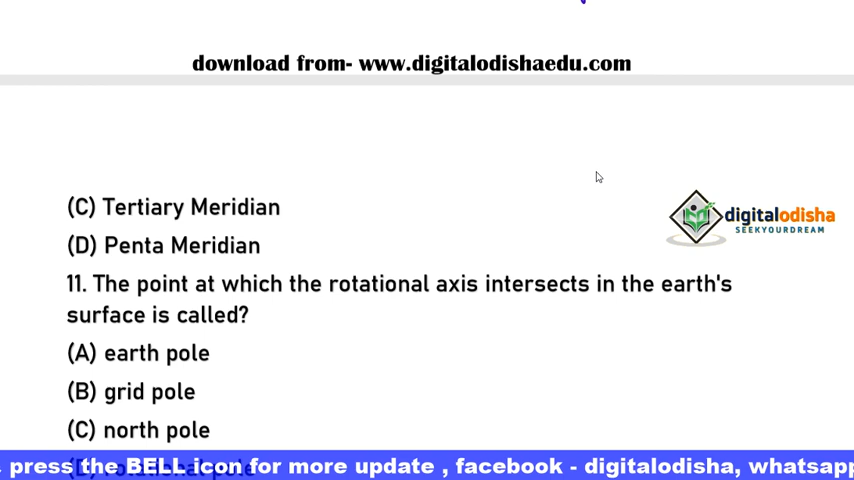 download from- www.digitalodishaedu.com
(C) Tertiary Meridian
digitalodisha
SEEKYOURDREAM
(D) Penta Meridian
11. The point at which the rotational axis intersects in the earth's
surface is called?
(A) earth pole
(B) grid pole
(C) north pole
(D) rotational pole
press the BELL icon for more update , facebook - digitalodisha, whatsapp